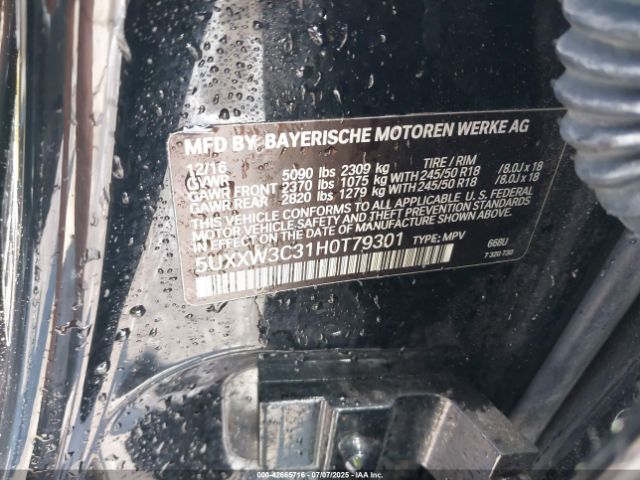 MFD BY: BAYERISCHE MOTOREN WERKE AG
12/16
GVWR 5090 lbs 2309 kg TIRE / RIM
GAWR FRONT 2370 lbs 1075 kg WITH 245/50 R18 /8.0J x 18
GAWR REAR 2820 lbs 1279 kg WITH 245/50 R18 /8.0J x 18
THIS VEHICLE CONFORMS TO ALL APPLICABLE U. S. FEDERAL
MOTOR VEHICLE SAFETY AND THEFT PREVENTION STANDARDS
IN EFFECT ON THE DATE OF MANUFACTURE SHOWN ABOVE.
5UXXW3C31H0T79301 TYPE: MPV 668U
7 320 730
000-42655716 - 07/07/2025 - IAA Inc.